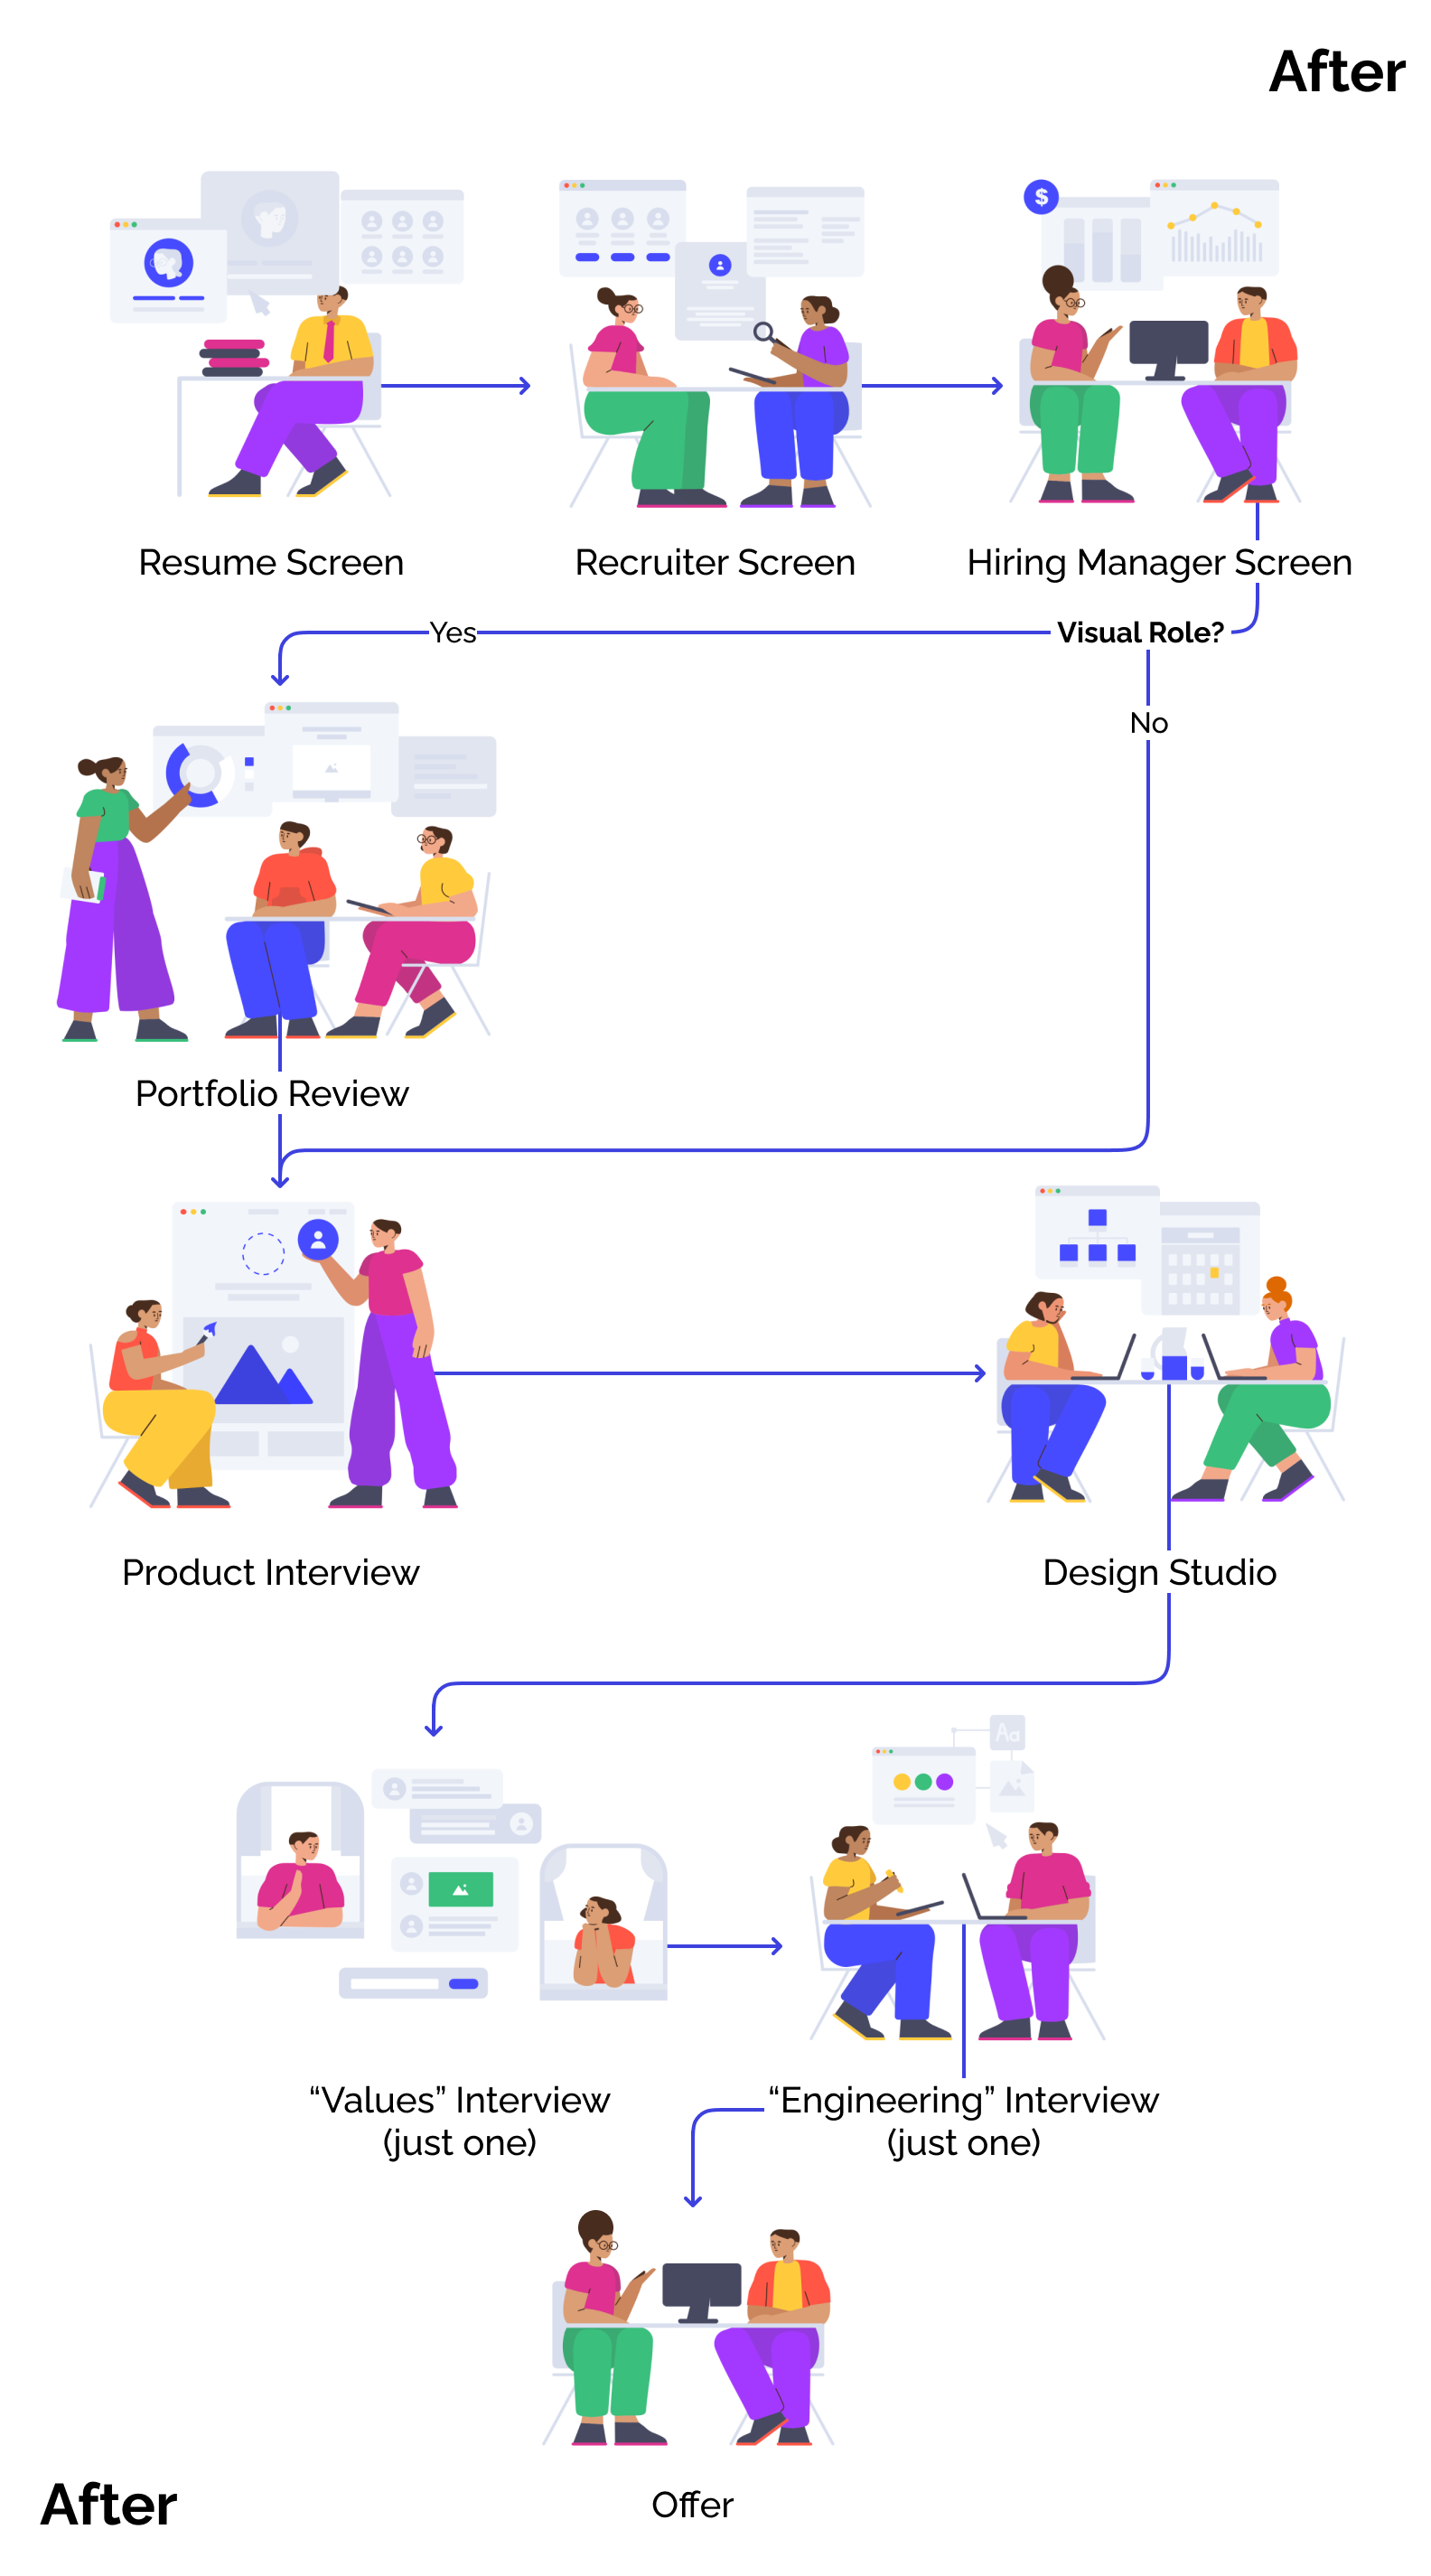 After
Resume Screen
Recruiter Screen
Hiring Manager Screen
Yes
Visual Role?
No
Portfolio Review
Product Interview
Design Studio
Aa
“Values” Interview
(just one)
“Engineering” Interview
(just one)
After
Offer